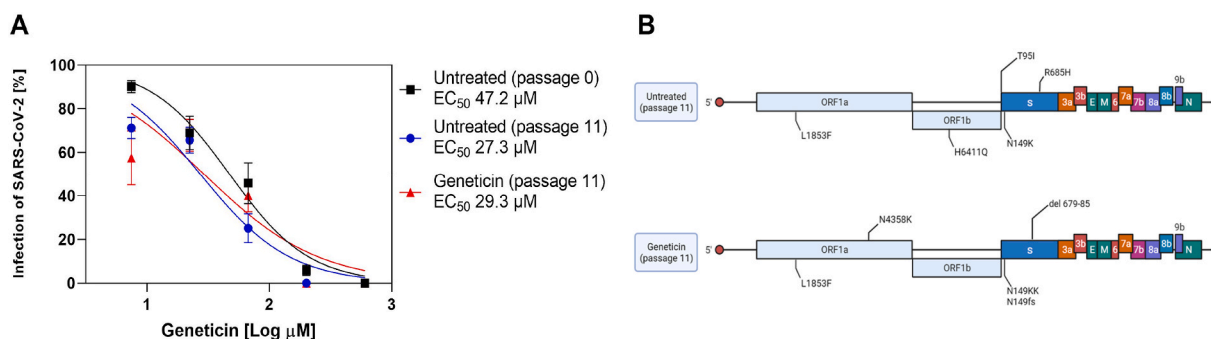 A
Infection of SARS-CoV-2 [%]
100
80
60
40
20
0
1
2
3
Geneticin [Log μM]
Untreated (passage 0)
EC50 47.2 μM
Untreated (passage 11)
EC50 27.3 μM
Geneticin (passage 11)
EC50 29.3 μM
B
Untreated
(passage 11)
5'
ORF1a
L1853F
ORF1b
H6411Q
T95I
R685H
S
N149K
3a
3b
E
M
6
7a
7b
8a
8b
9b
N
Geneticin
(passage 11)
5'
ORF1a
N4358K
L1853F
ORF1b
del 679-85
S
N149KK
N149fs
3a
3b
E
M
6
7a
7b
8a
8b
9b
N